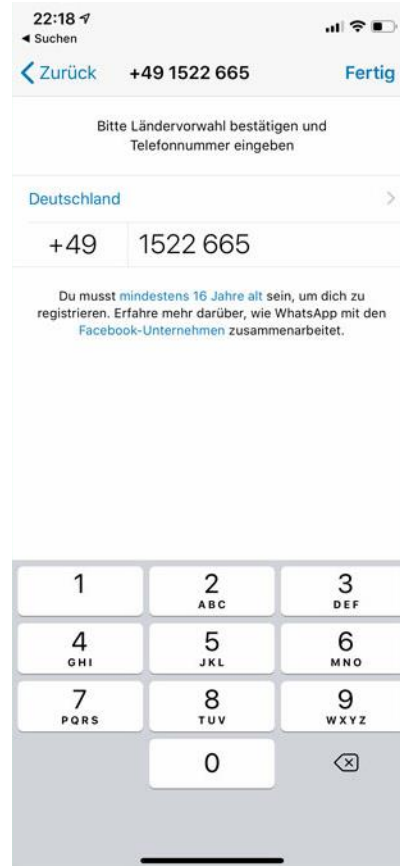 22:18
Suchen
Zurück +49 1522 665 Fertig
Bitte Ländervorwahl bestätigen und
Telefonnummer eingeben
Deutschland
+49 1522 665
Du musst mindestens 16 Jahre alt sein, um dich zu
registrieren. Erfahre mehr darüber, wie WhatsApp mit den
Facebook-Unternehmen zusammenarbeitet.
1 2 3
ABC DEF
4 5 6
GHI JKL MNO
7 8 9
PQRS TUV WXYZ
0